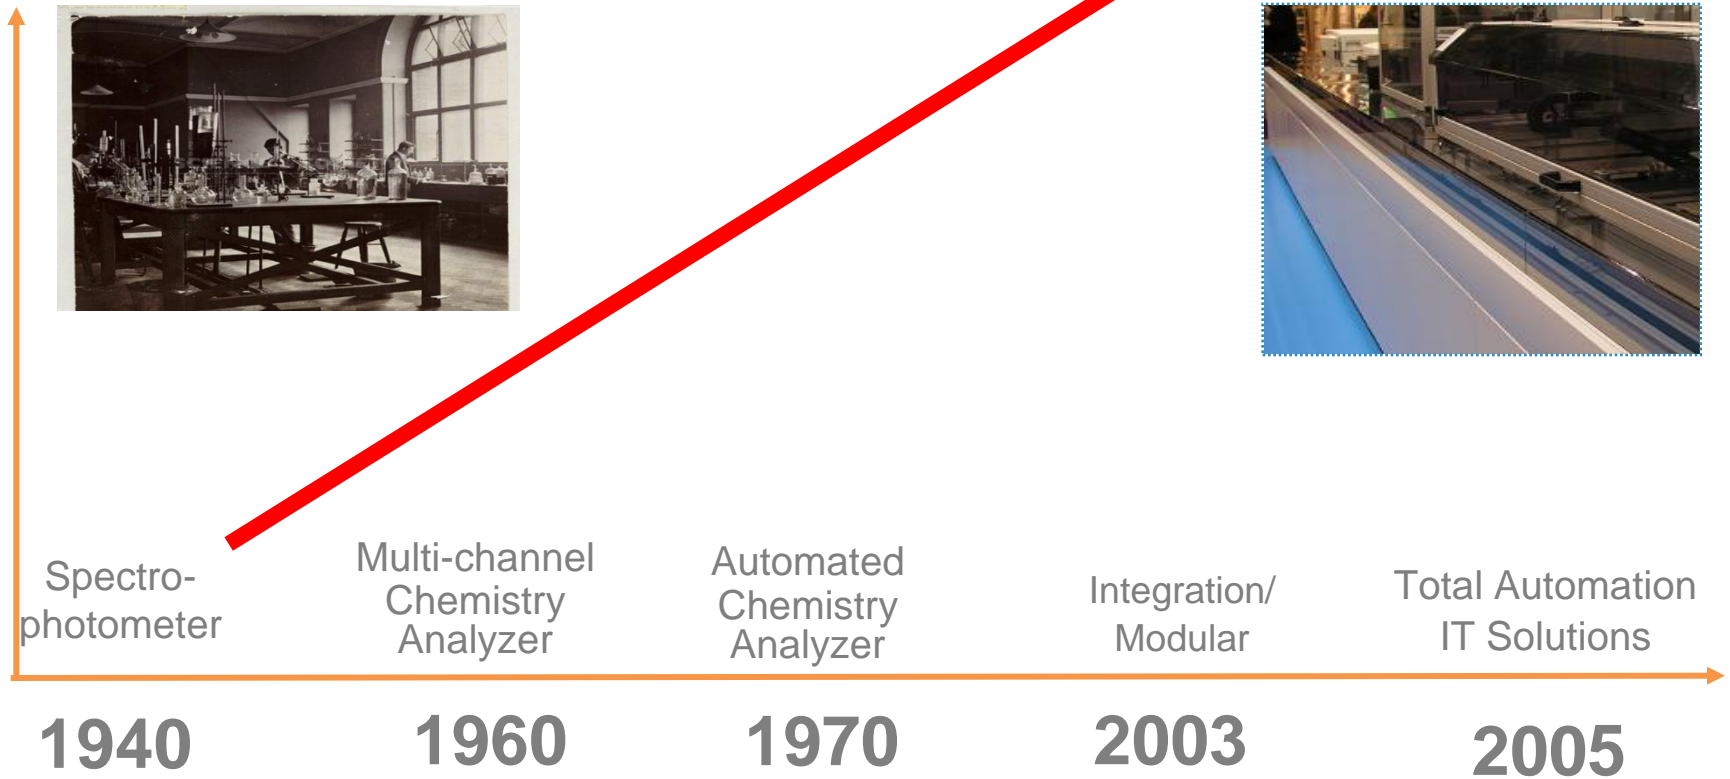 Spectro-
photometer
Multi-channel
Chemistry
Analyzer
Automated
Chemistry
Analyzer
Integration/
Modular
Total Automation
IT Solutions
1940
1960
1970
2003
2005